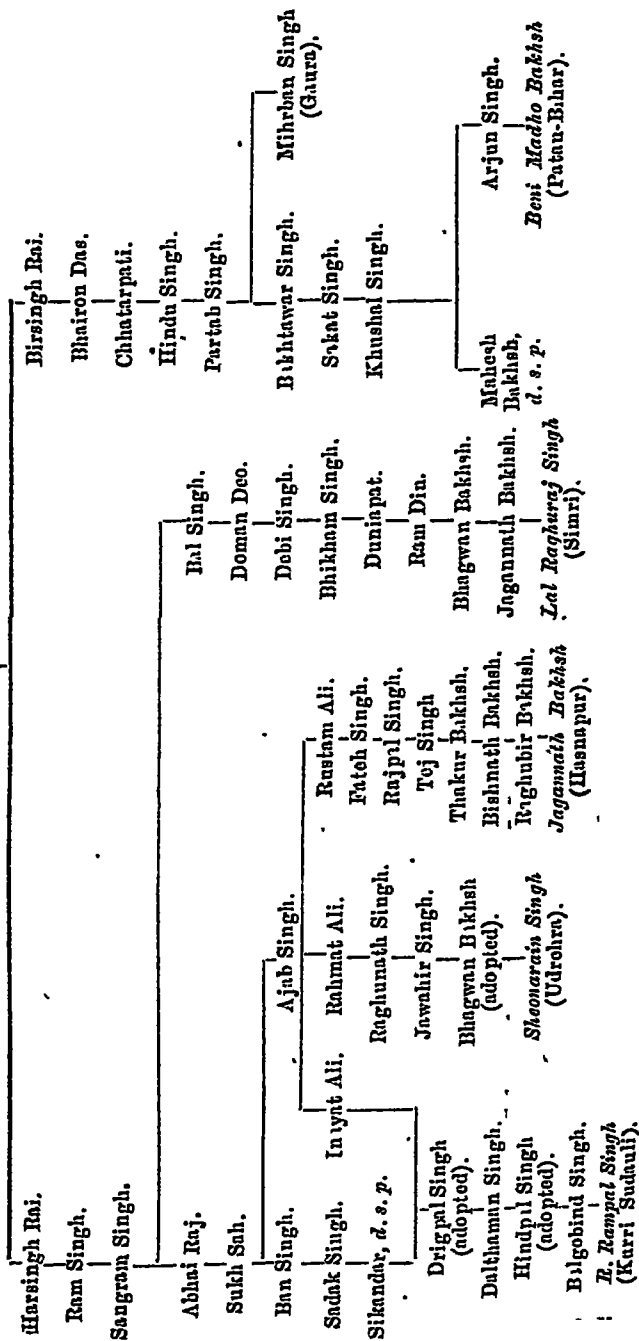 Harsingh Rai.
Ram Singh.
Sangram Singh.
Abhai Raj.
Sukh Sah.
Ban Singh.
Sadak Singh.
Sikandar, d. s. p.
Drigpal Singh
(adopted).
Dalthaman Singh.
Hindpal Singh
(adopted).
Balgobind Singh.
R. Rampal Singh
(Kurri Sudauli).
Ajab Singh.
Inayat Ali.
Rahmat Ali.
Raghunath Singh.
Jawahir Singh.
Bhagwan Bakhsh
(adopted).
Sheonarain Singh
(Udrehra).
Rustam Ali.
Fateh Singh.
Rajpal Singh.
Tej Singh
Thakur Bakhsh.
Bishnath Bakhsh.
Raghubir Bakhsh.
Jagannáth Bakhsh
(Hasnapur).
Bal Singh.
Doman Deo.
Debi Singh.
Bhikham Singh.
Duniapat.
Ram Din.
Bhagwan Bakhsh.
Jagannath Bakhsh.
Lal Raghuraj Singh
(Simri).
Birsingh Rai.
Bhairon Das.
Chhatarpati.
Hindu Singh.
Partab Singh.
Bakhtawar Singh.
Sakat Singh.
Khushal Singh.
Mahesh
Bakhsh,
d. s. p.
Arjun Singh.
Beni Madho Bakhsh
(Patan-Bihar).
Mihrban Singh
(Gaura).